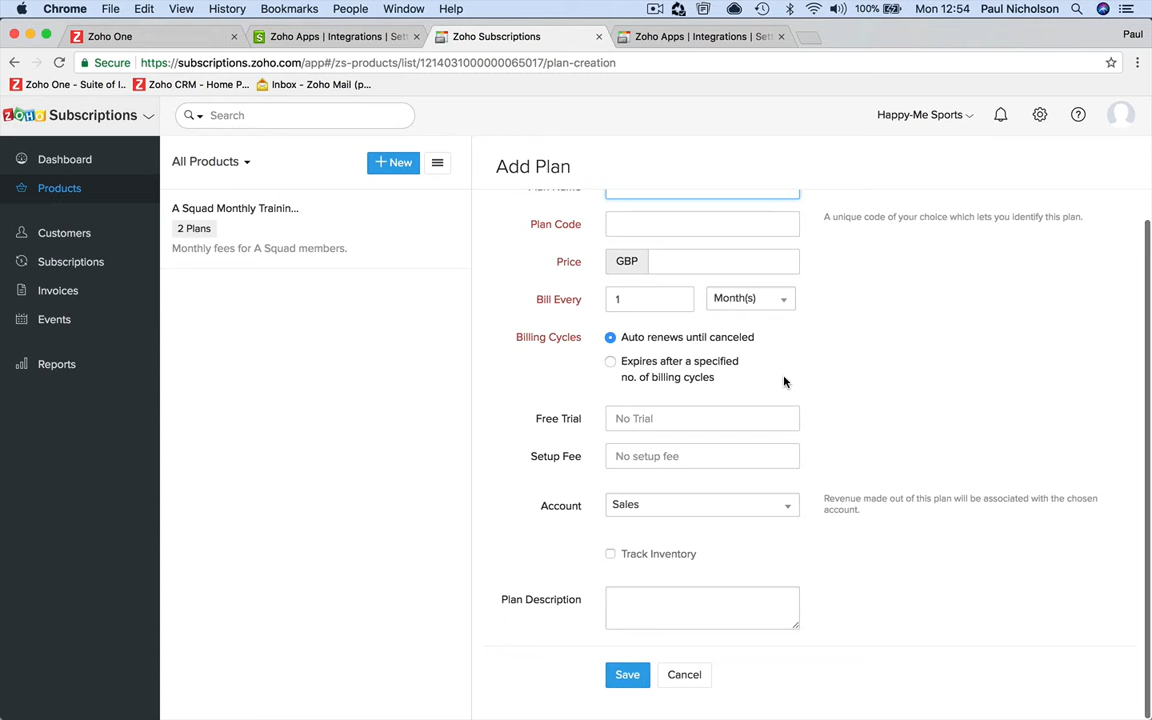 Chrome File Edit View History Bookmarks People Window Help 100% Mon 12:54 Paul Nicholson
Zoho One Zoho Apps | Integrations | Set Zoho Subscriptions Zoho Apps | Integrations | Set Paul
Secure https://subscriptions.zoho.com/app#/zs-products/list/1214031000000065017/plan-creation
Zoho One - Suite of I.. Zoho CRM - Home P... Inbox - Zoho Mail (p...
ZOHO Subscriptions Search Happy-Me Sports
Dashboard
Products
Customers
Subscriptions
Invoices
Events
Reports
All Products + New
A Squad Monthly Trainin...
2 Plans
Monthly fees for A Squad members.
Add Plan
Plan Name
Plan Code A unique code of your choice which lets you identify this plan.
Price GBP
Bill Every 1 Month(s)
Billing Cycles Auto renews until canceled
Expires after a specified
no. of billing cycles
Free Trial No Trial
Setup Fee No setup fee
Account Sales Revenue made out of this plan will be associated with the chosen
account.
Track Inventory
Plan Description
Save Cancel